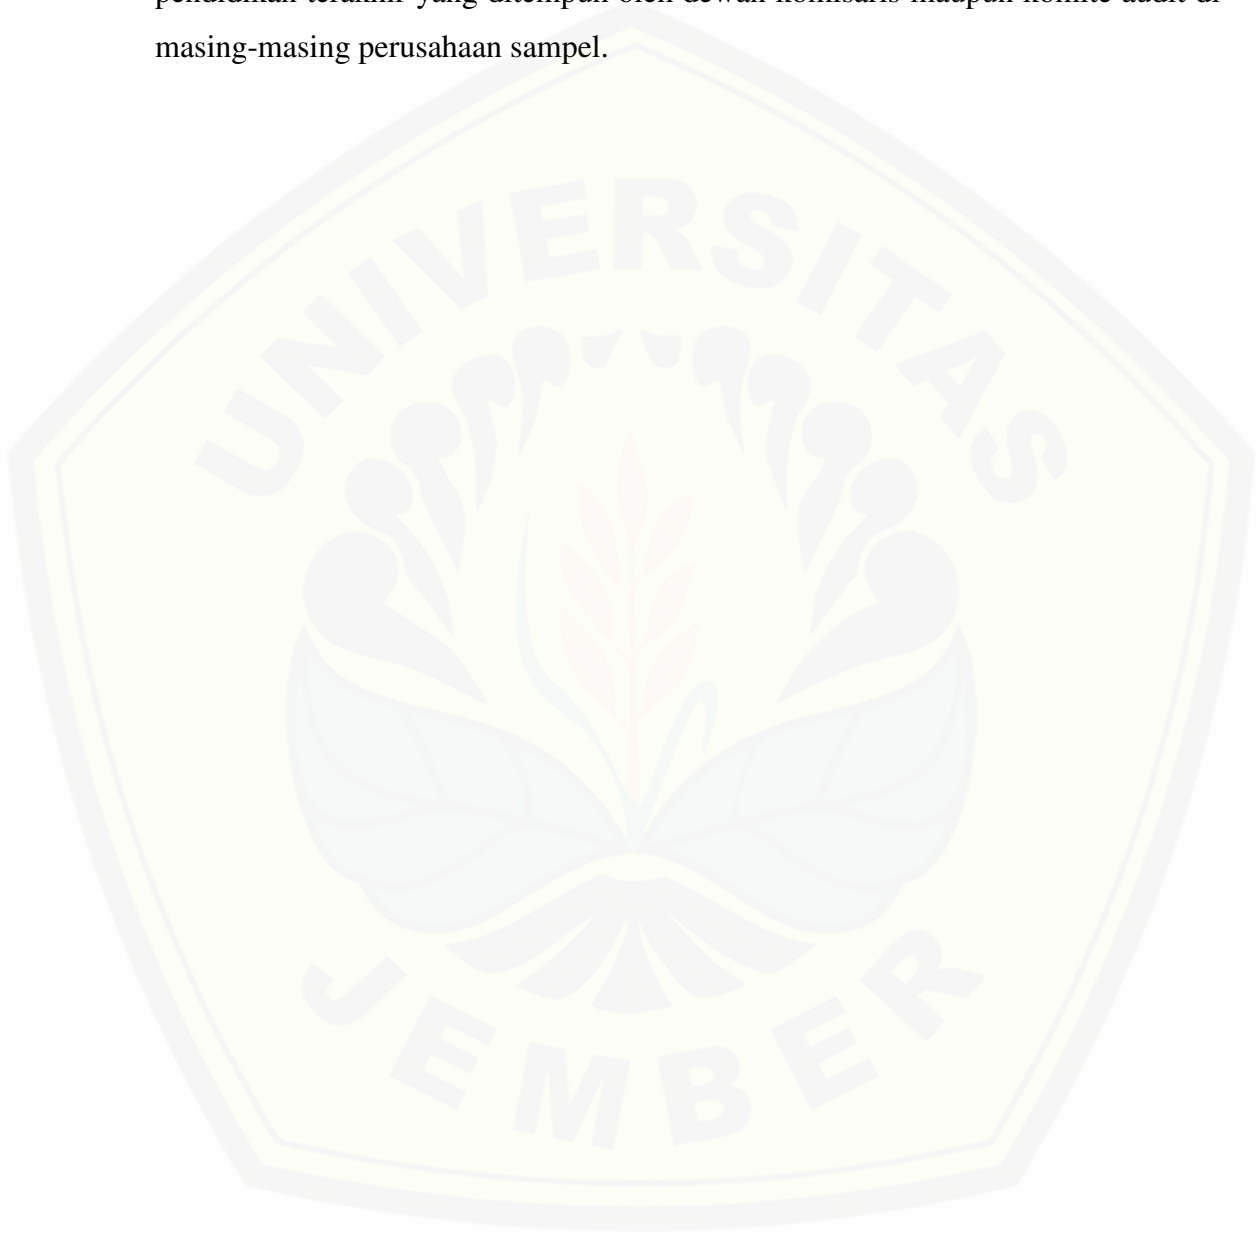 pendidikan terakhir yang ditempuh oleh dewan komisaris maupun komite audit di
masing-masing perusahaan sampel.
UNIVERSITAS
JEMBER